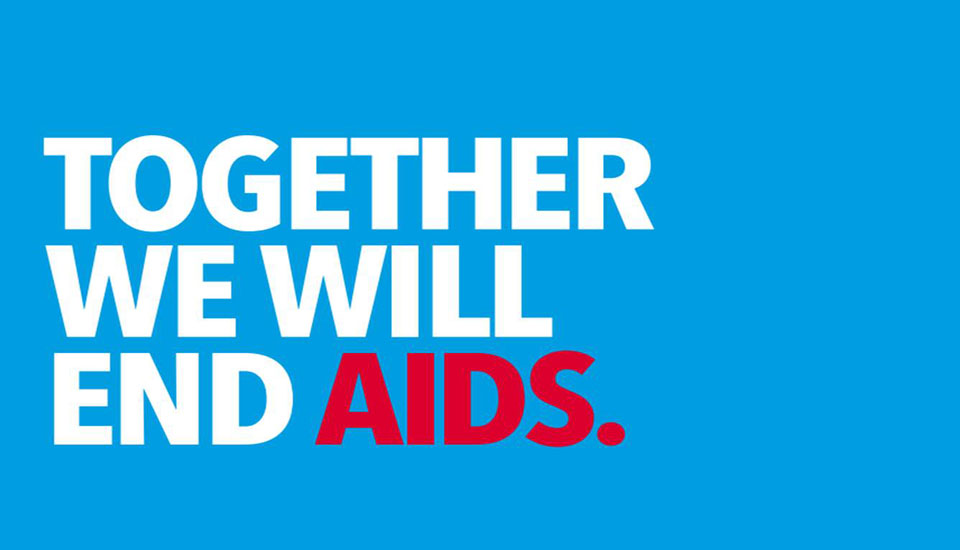 TOGETHER
WE WILL
END AIDS.